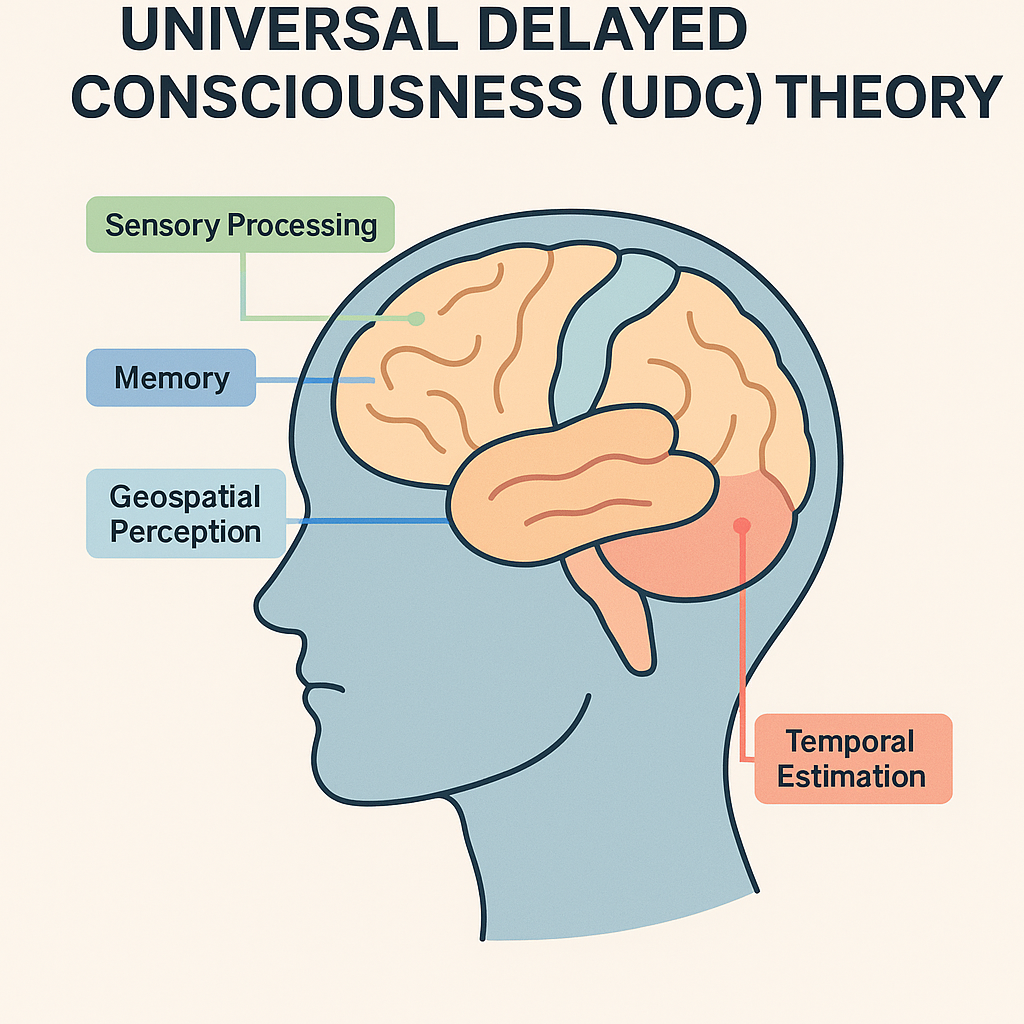 UNIVERSAL DELAYED
CONSCIOUSNESS (UDC) THEORY
Sensory Processing
Memory
Geospatial
Perception
Temporal
Estimation